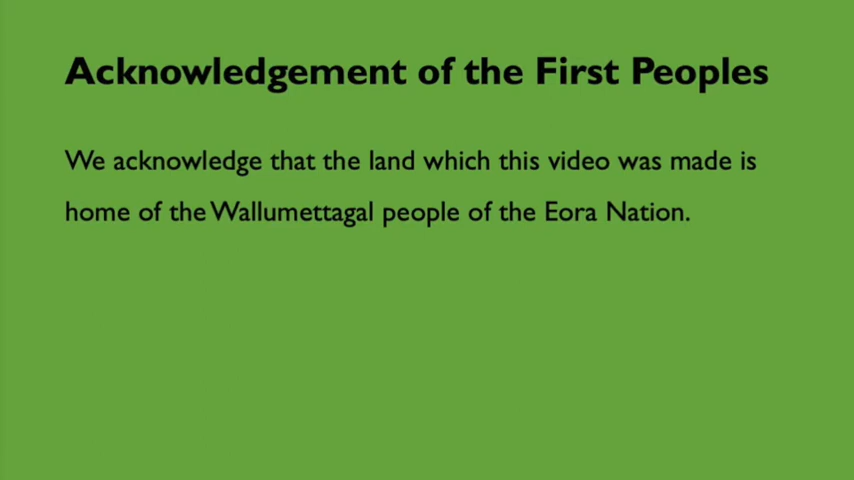 Acknowledgement of the First Peoples
We acknowledge that the land which this video was made is
home of the Wallumettagal people of the Eora Nation.